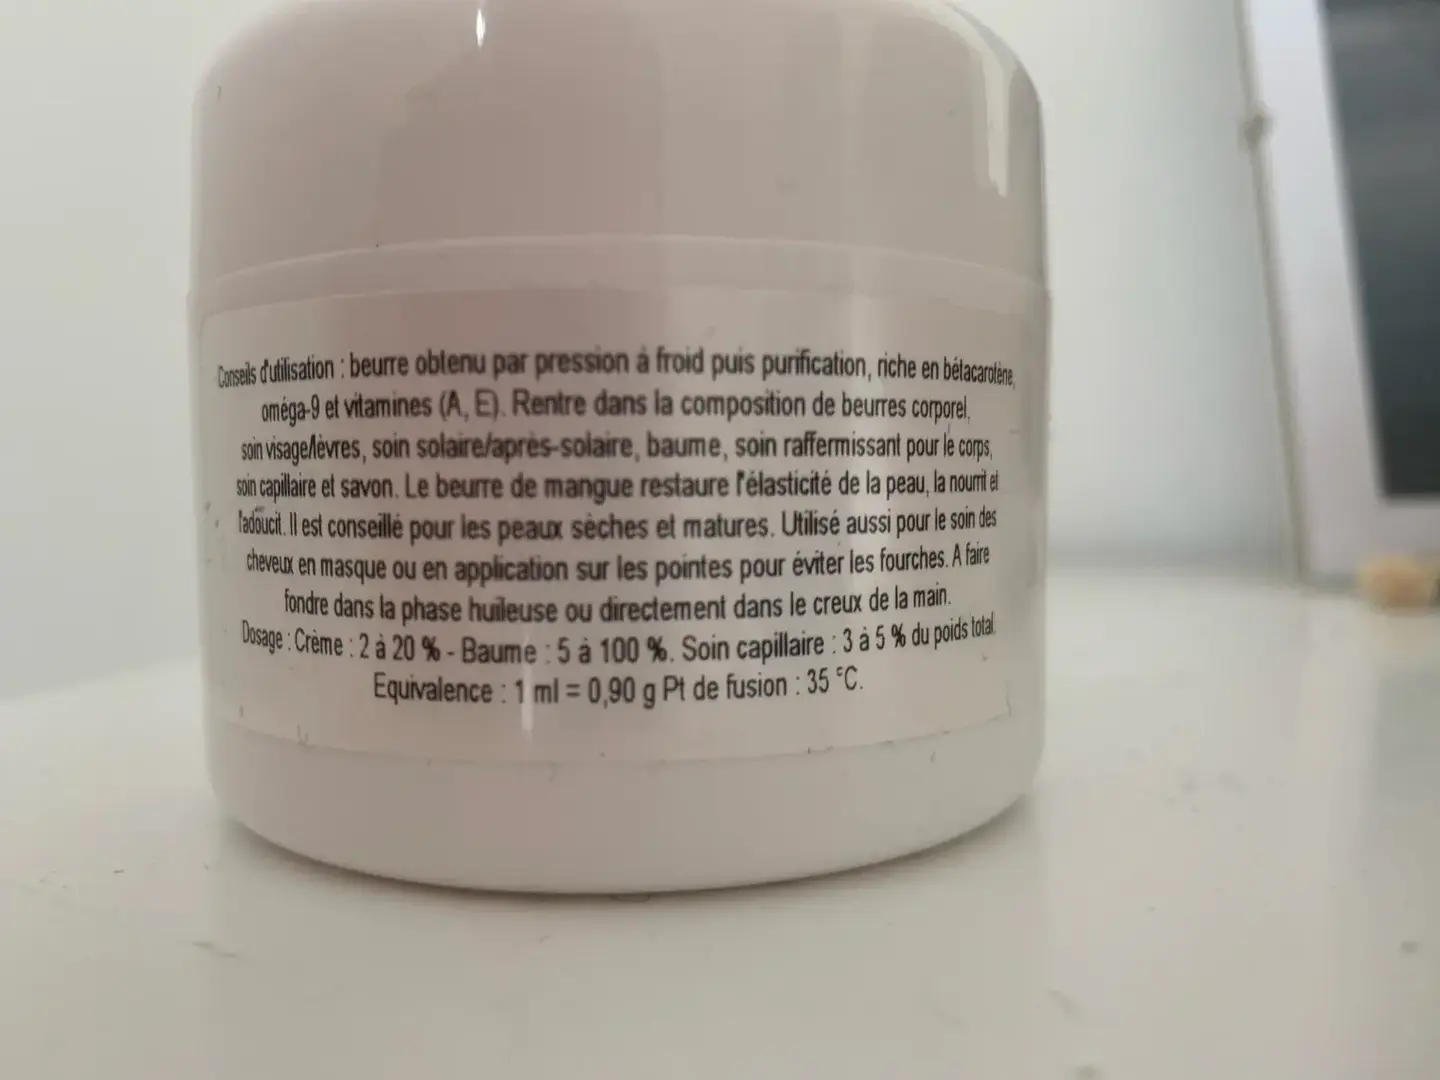 Conseils d'utilisation : beurre obtenu par pression à froid puis purification, riche en bétacarotène,
oméga-9 et vitamines (A, E). Rentre dans la composition de beurres corporel,
soin visage/lèvres, soin solaire/après-solaire, baume, soin raffermissant pour le corps,
soin capillaire et savon. Le beurre de mangue restaure l'élasticité de la peau, la nourrit et
l'adoucit. Il est conseillé pour les peaux sèches et matures. Utilisé aussi pour le soin des
cheveux en masque ou en application sur les pointes pour éviter les fourches. A faire
fondre dans la phase huileuse ou directement dans le creux de la main.
Dosage : Crème : 2 à 20 % - Baume : 5 à 100 %. Soin capillaire : 3 à 5 % du poids total.
Equivalence : 1 ml = 0,90 g Pt de fusion : 35 °C.